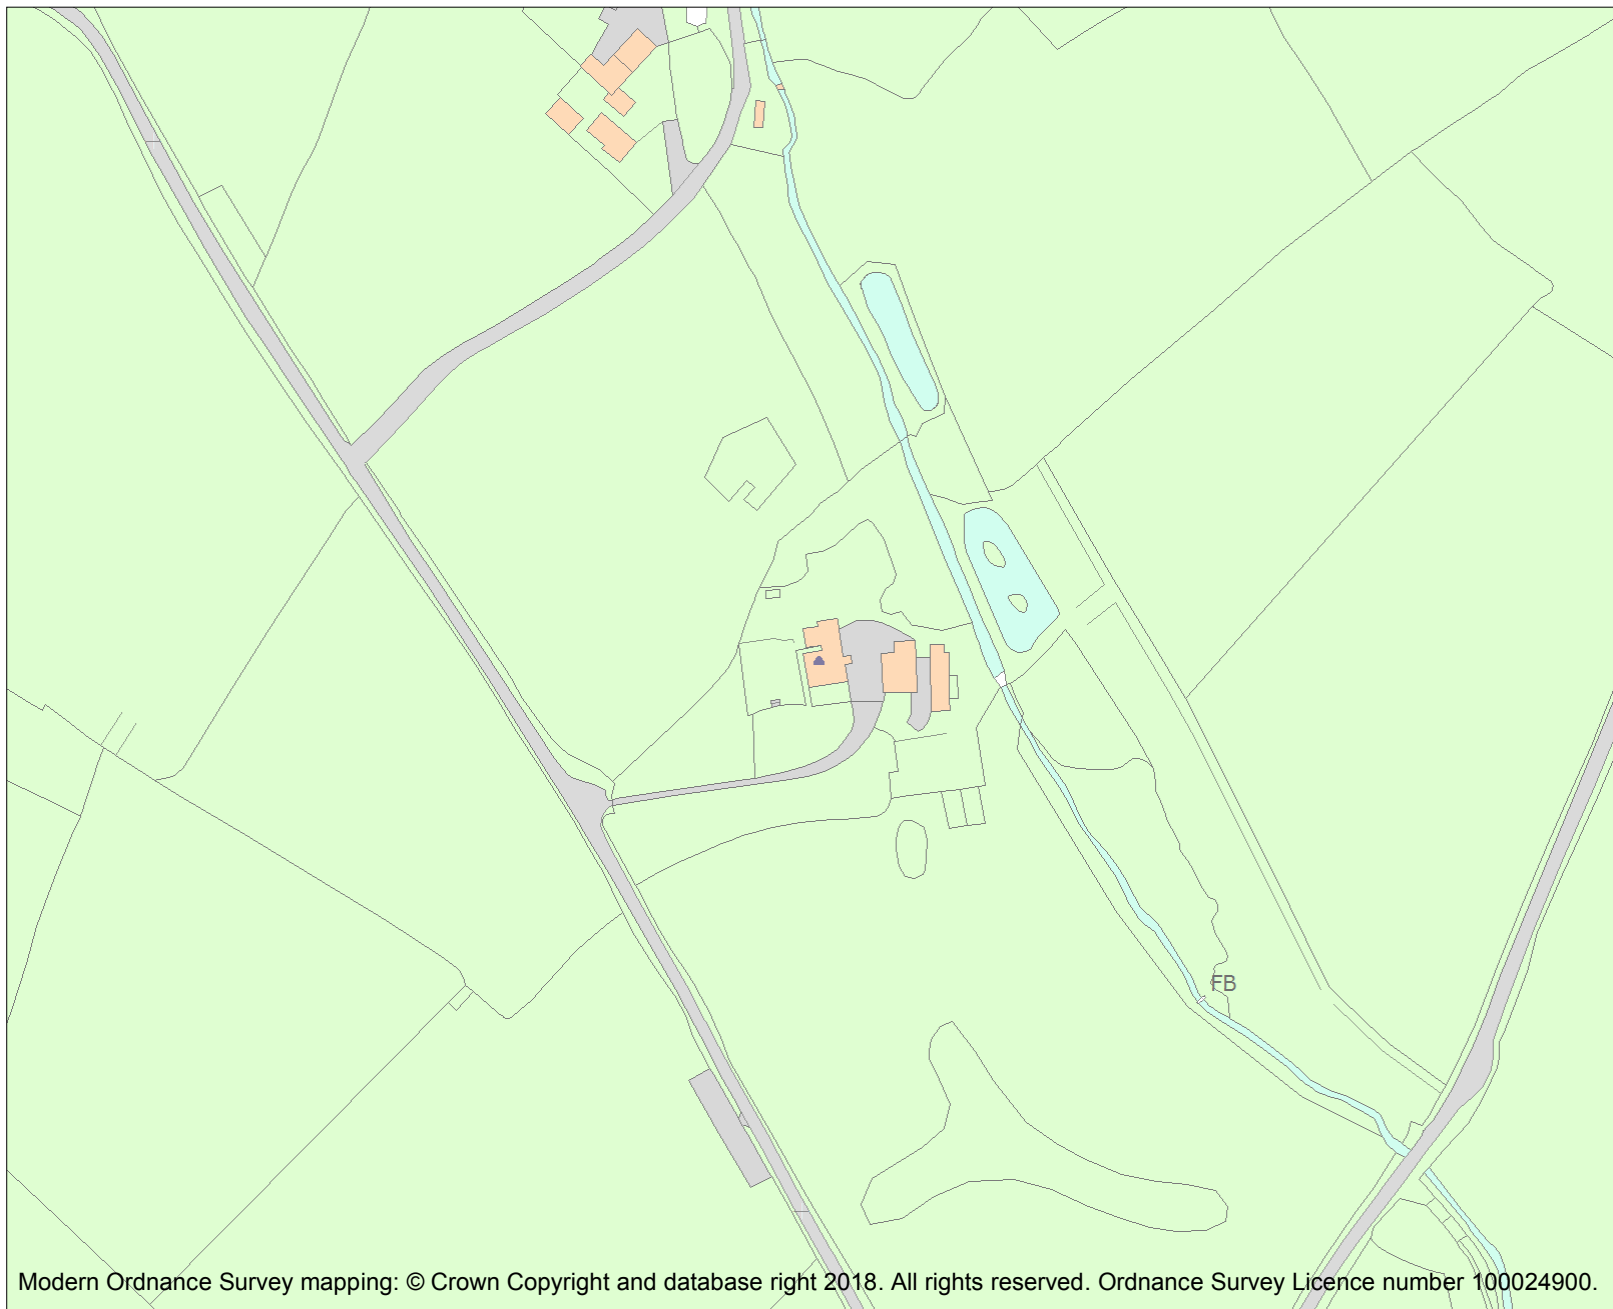 FB
Modern Ordnance Survey mapping: © Crown Copyright and database right 2018. All rights reserved. Ordnance Survey Licence number 100024900.